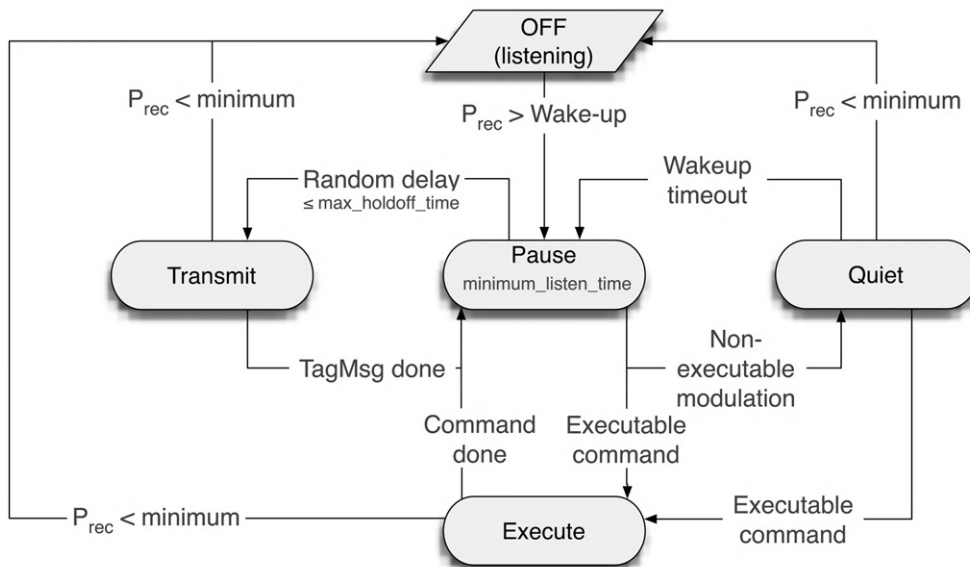 OFF
(listening)
P_rec < minimum
P_rec > Wake-up
P_rec < minimum
Random delay
≤ max_holdoff_time
Wakeup
timeout
Transmit
Pause
minimum_listen_time
Quiet
TagMsg done
Non-
executable
modulation
Command
done
Executable
command
P_rec < minimum
Executable
command
Execute